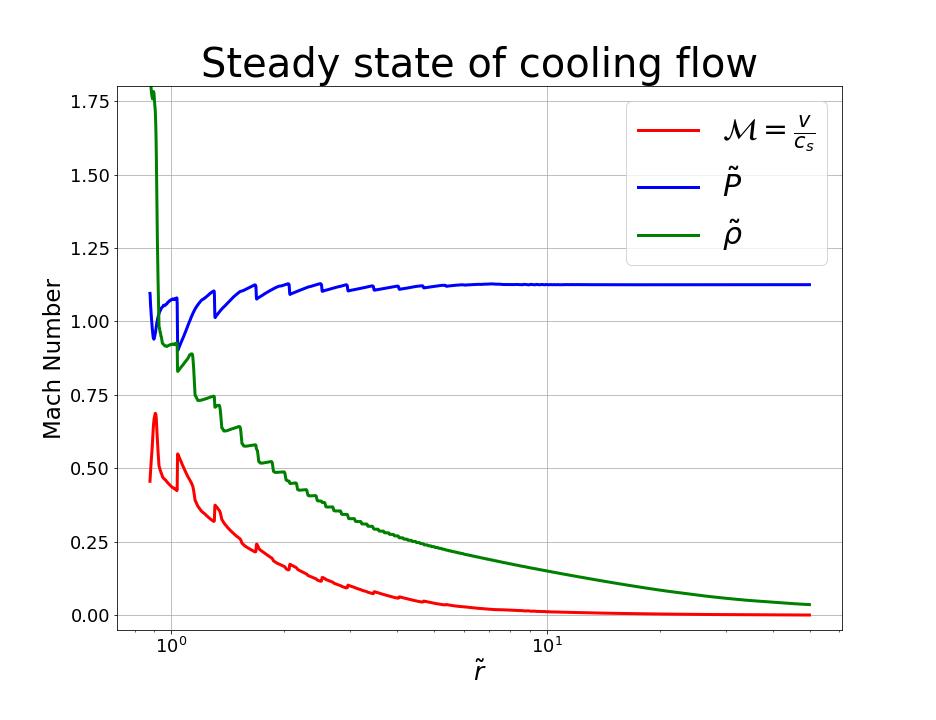 Steady state of cooling flow
Mach Number
1.75
1.50
1.25
1.00
0.75
0.50
0.25
0.00
ℳ = v/c_s
P̃
ρ̃
10⁰
10¹
r̃